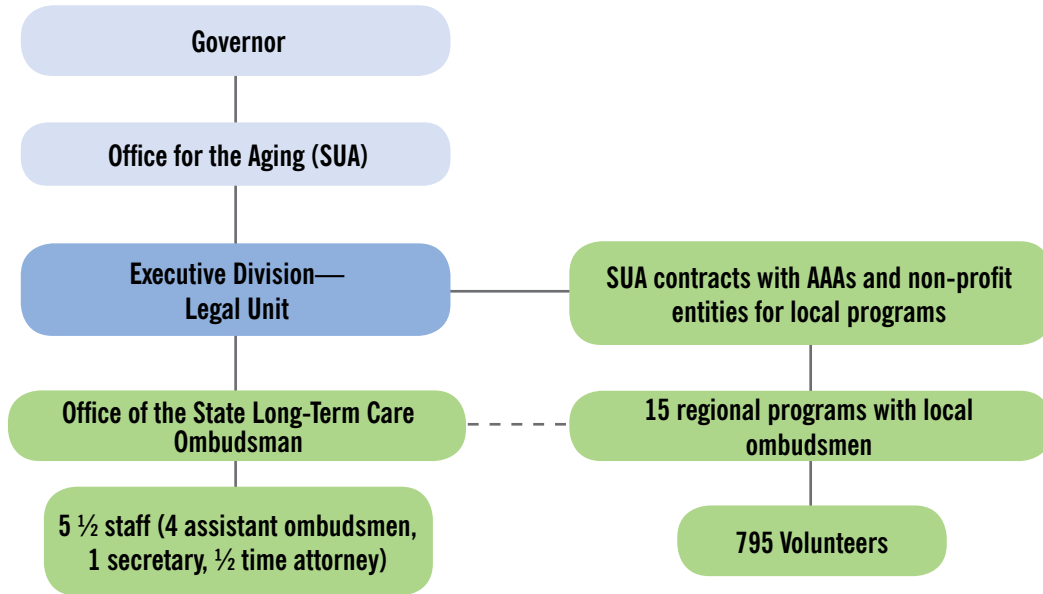 Governor
Office for the Aging (SUA)
Executive Division—
Legal Unit
SUA contracts with AAAs and non-profit
entities for local programs
Office of the State Long-Term Care
Ombudsman
15 regional programs with local
ombudsmen
5 ½ staff (4 assistant ombudsmen,
1 secretary, ½ time attorney)
795 Volunteers